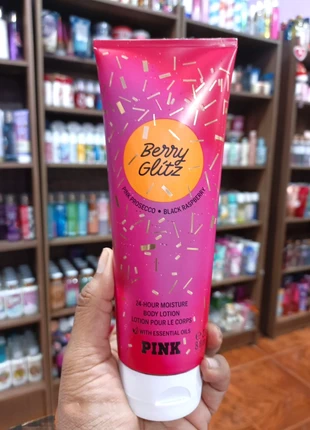 Berry
Glitz
PINK PROSECCO • BLACK RASPBERRY
24-HOUR MOISTURE
BODY LOTION
LOTION POUR LE CORPS
WITH ESSENTIAL OILS
PINK